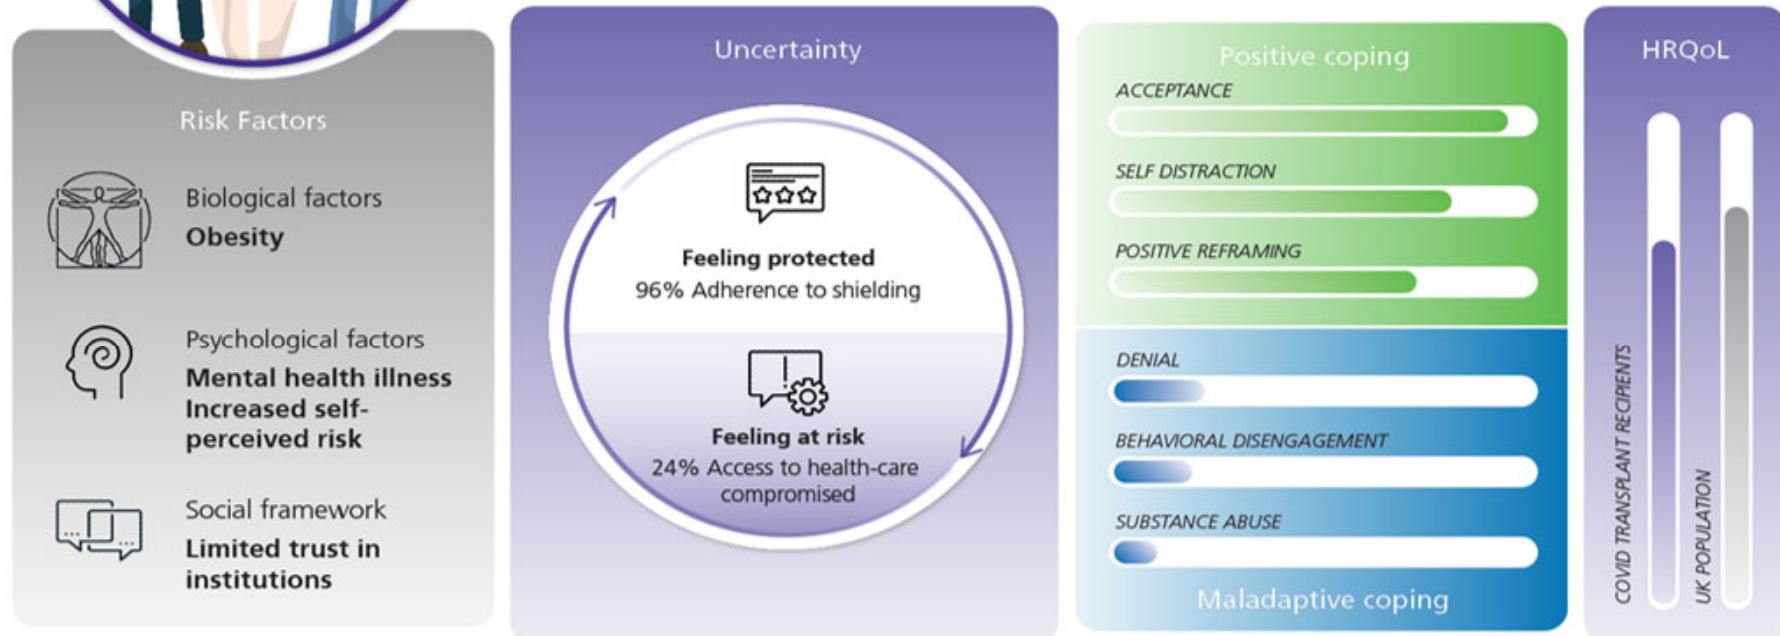 Risk Factors
Biological factors
Obesity
Psychological factors
Mental health illness
Increased self-
perceived risk
Social framework
Limited trust in
institutions
Uncertainty
Feeling protected
96% Adherence to shielding
Feeling at risk
24% Access to health-care
compromised
Positive coping
ACCEPTANCE
SELF DISTRACTION
POSITIVE REFRAMING
DENIAL
BEHAVIORAL DISENGAGEMENT
SUBSTANCE ABUSE
Maladaptive coping
HRQoL
COVID TRANSPLANT RECIPIENTS
UK POPULATION